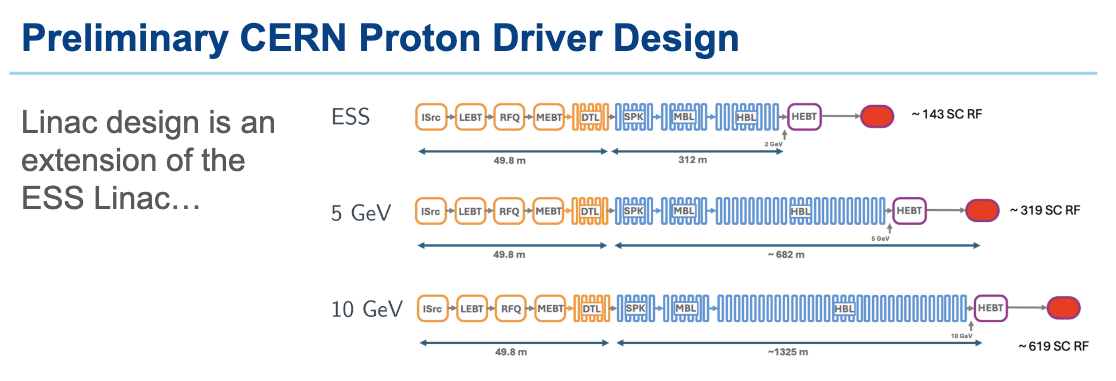 Preliminary CERN Proton Driver Design
Linac design is an
extension of the
ESS Linac…
ESS
ISrc LEBT RFQ MEBT DTL SPK MBL HBL HEBT ~ 143 SC RF
2 GeV
49.8 m 312 m
5 GeV
ISrc LEBT RFQ MEBT DTL SPK MBL HBL HEBT ~ 319 SC RF
5 GeV
49.8 m ~ 682 m
10 GeV
ISrc LEBT RFQ MEBT DTL SPK MBL HBL HEBT
10 GeV
49.8 m ~1325 m ~ 619 SC RF